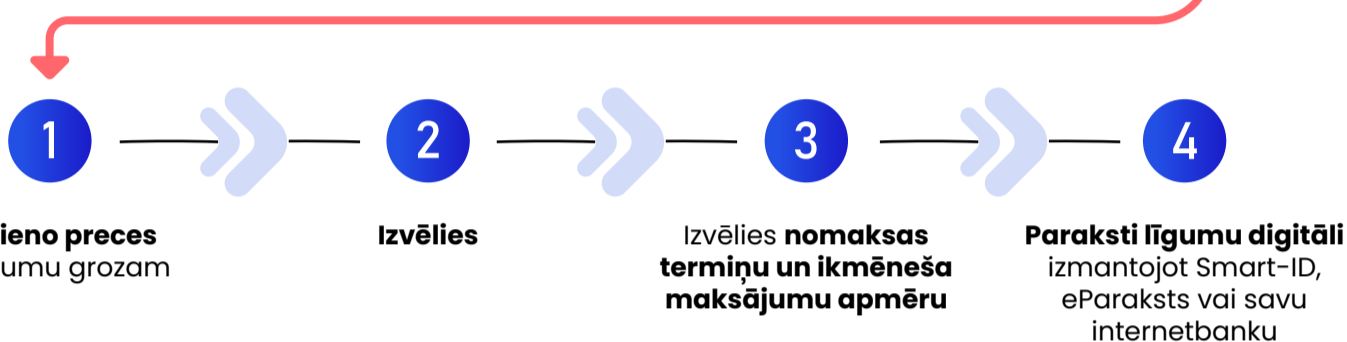 1
2
3
4
ieno preces
umu grozam
Izvēlies
Izvēlies nomaksas
termiņu un ikmēneša
maksājumu apmēru
Paraksti līgumu digitāli
izmantojot Smart-ID,
eParaksts vai savu
internetbanku